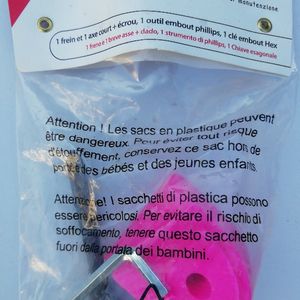 di manutenzione
1 frein et 1 axe court + écrou, 1 outil embout phillips, 1 clé embout Hex
1 freno e 1 breve asse + dado, 1 strumento di phillips, 1 Chiave esagonale
Attention ! Les sacs en plastique peuvent
être dangereux. Pour éviter tout risque
d'étouffement, conservez ce sac hors de
portée des bébés et des jeunes enfants.
Attenzione! I sacchetti di plastica possono
essere pericolosi. Per evitare il rischio di
soffocamento, tenere questo sacchetto
fuori dalla portala dei bambini.